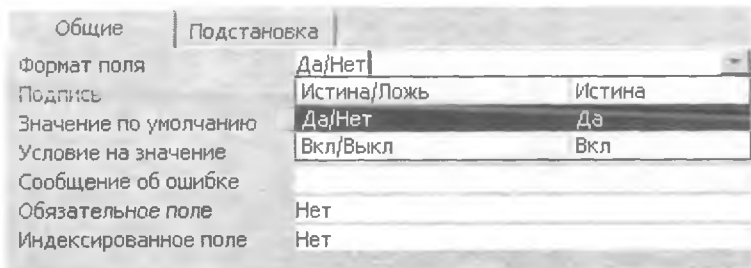 Общие Подстановка
Формат поля Да/Нет
Подпись Истина/Ложь Истина
Значение по умолчанию Да/Нет Да
Условие на значение Вкл/Выкл Вкл
Сообщение об ошибке
Обязательное поле Нет
Индексированное поле Нет